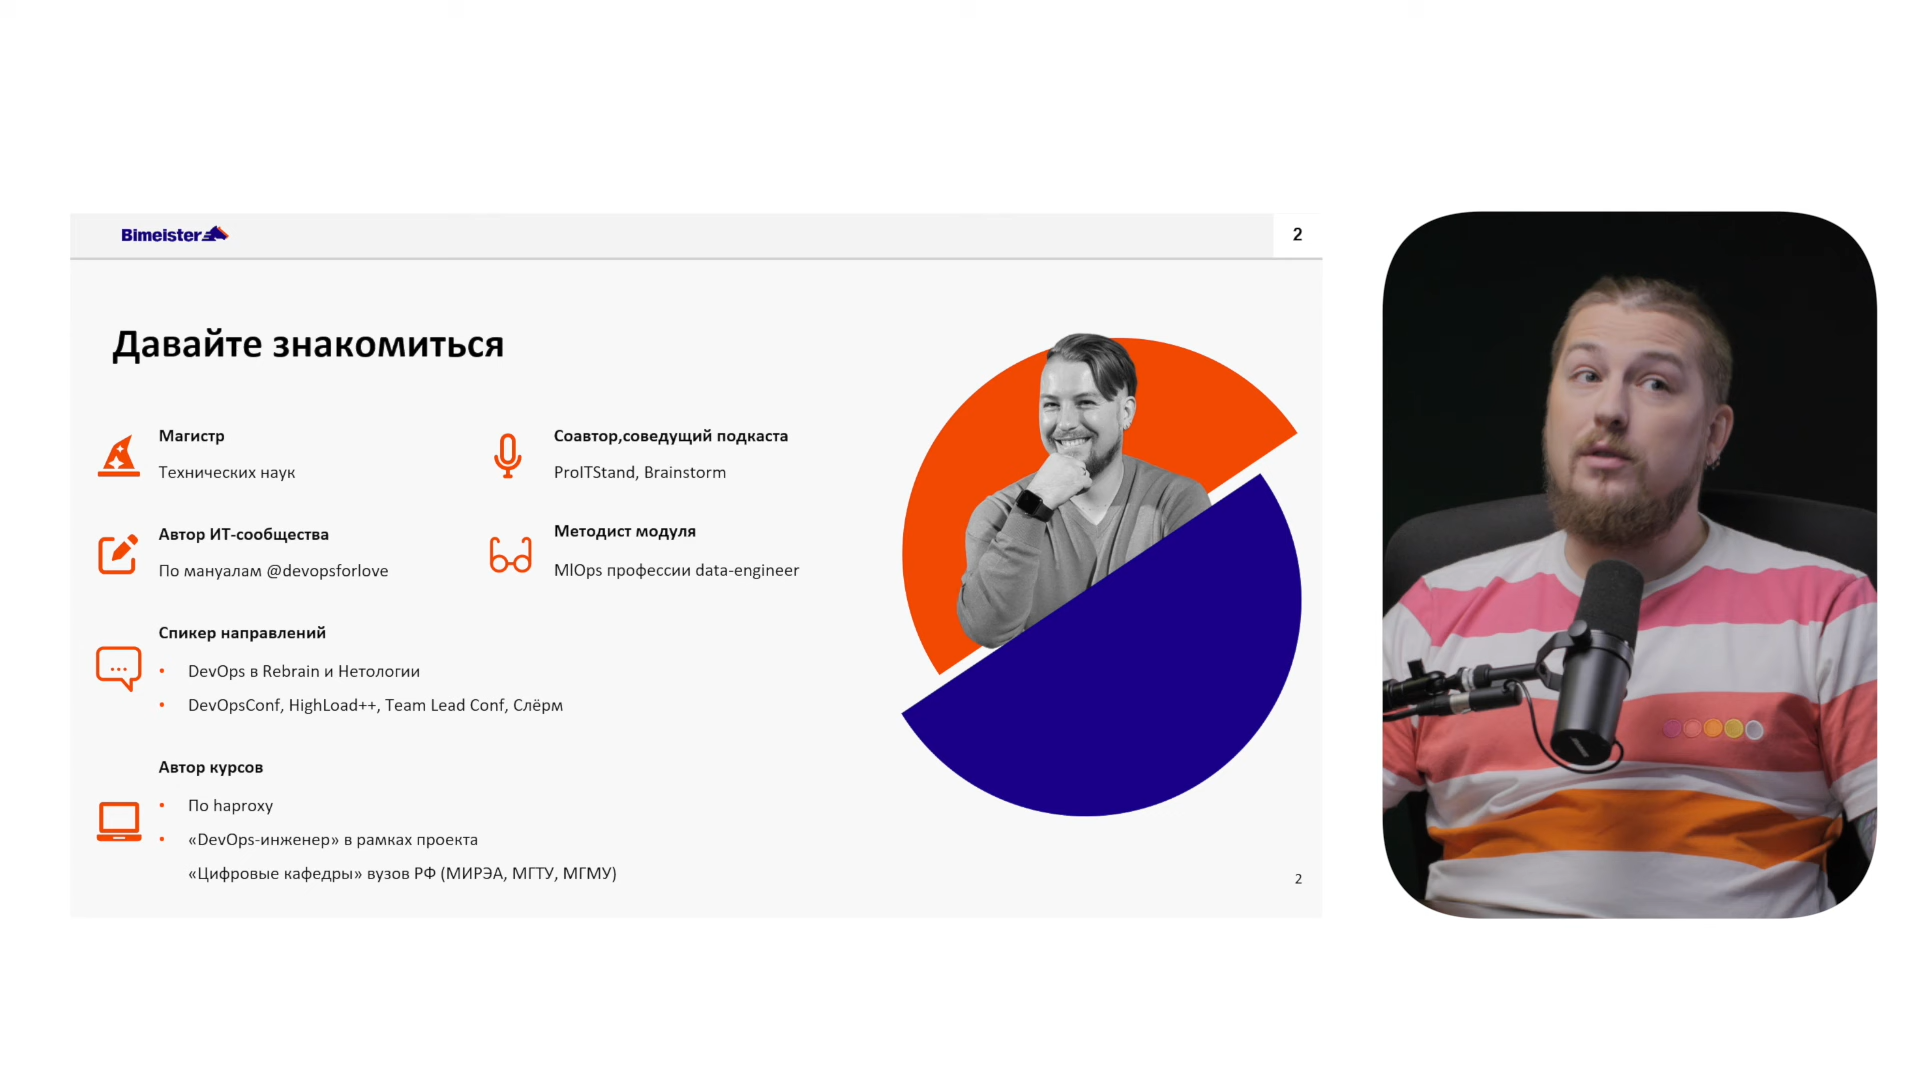 Bimeister
2
Давайте знакомиться
Магистр
Технических наук
Соавтор,соведущий подкаста
ProITStand, Brainstorm
Автор ИТ-сообщества
По мануалам @devopsforlove
Методист модуля
MlOps профессии data-engineer
Спикер направлений
• DevOps в Rebrain и Нетологии
• DevOpsConf, HighLoad++, Team Lead Conf, Слёрм
Автор курсов
• По haproxy
• «DevOps-инженер» в рамках проекта
«Цифровые кафедры» вузов РФ (МИРЭА, МГТУ, МГМУ)
2